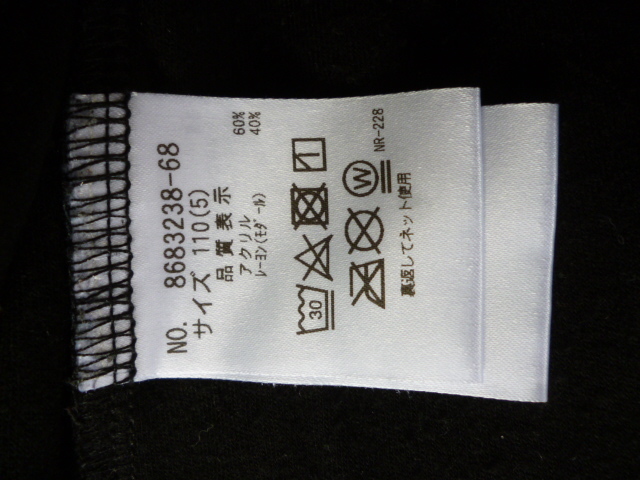 NO. 8683238-68
サイズ 110(5)
品質表示
アクリル 60%
レーヨン(モダール) 40%
30
W
裏返してネット使用
NR-228